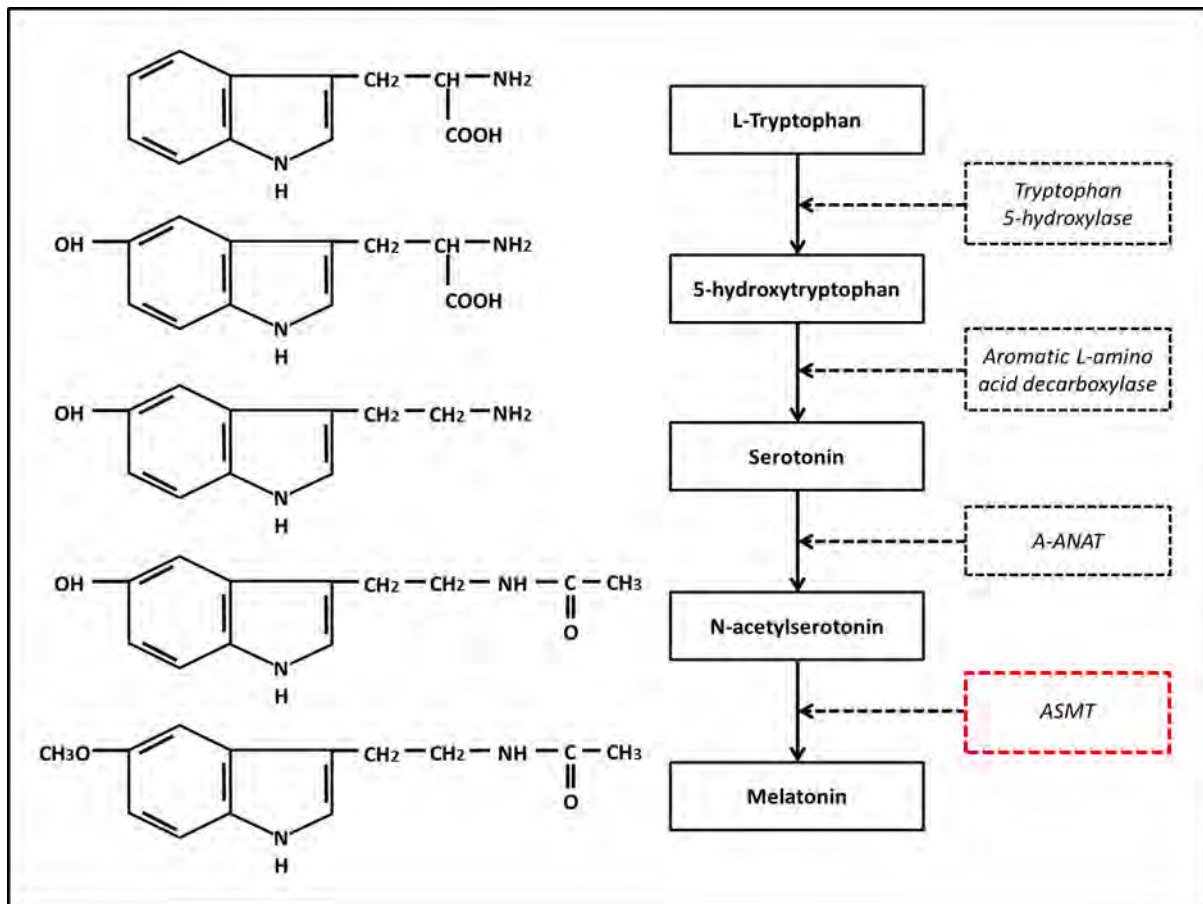 CH2 CH NH2
COOH
N
H
L-Tryptophan
Tryptophan
5-hydroxylase
OH CH2 CH NH2
COOH
N
H
5-hydroxytryptophan
Aromatic L-amino
acid decarboxylase
OH CH2 CH2 NH2
N
H
Serotonin
A-ANAT
OH CH2 CH2 NH C CH3
O
N
H
N-acetylserotonin
ASMT
CH3O CH2 CH2 NH C CH3
O
N
H
Melatonin